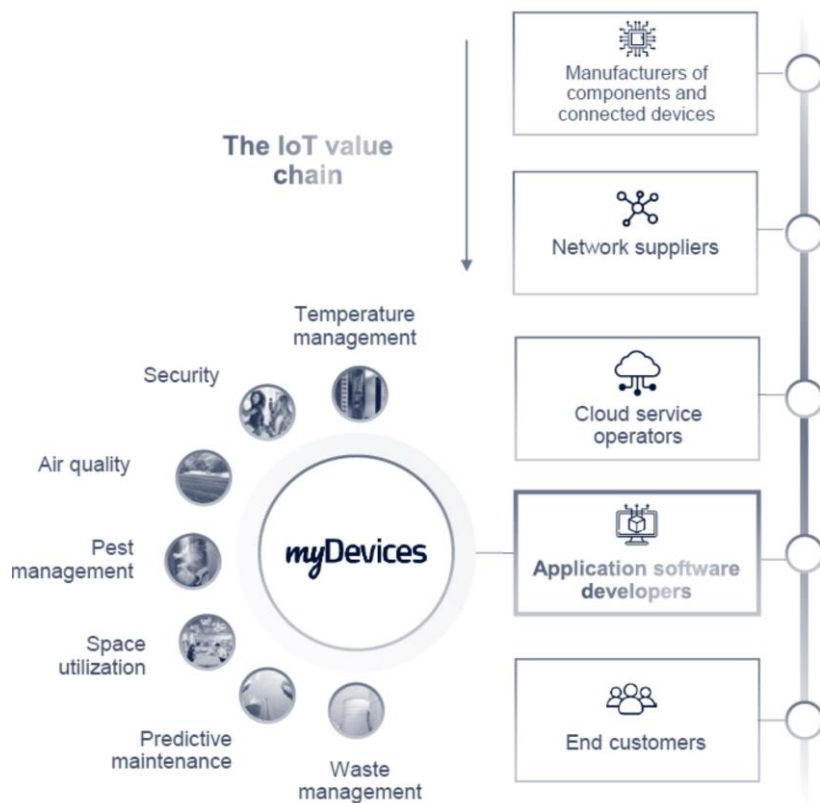 Manufacturers of
components and
connected devices
The IoT value
chain
Network suppliers
Temperature
management
Security
Cloud service
operators
Air quality
myDevices
Pest
management
Application software
developers
Space
utilization
Predictive
maintenance
Waste
management
End customers